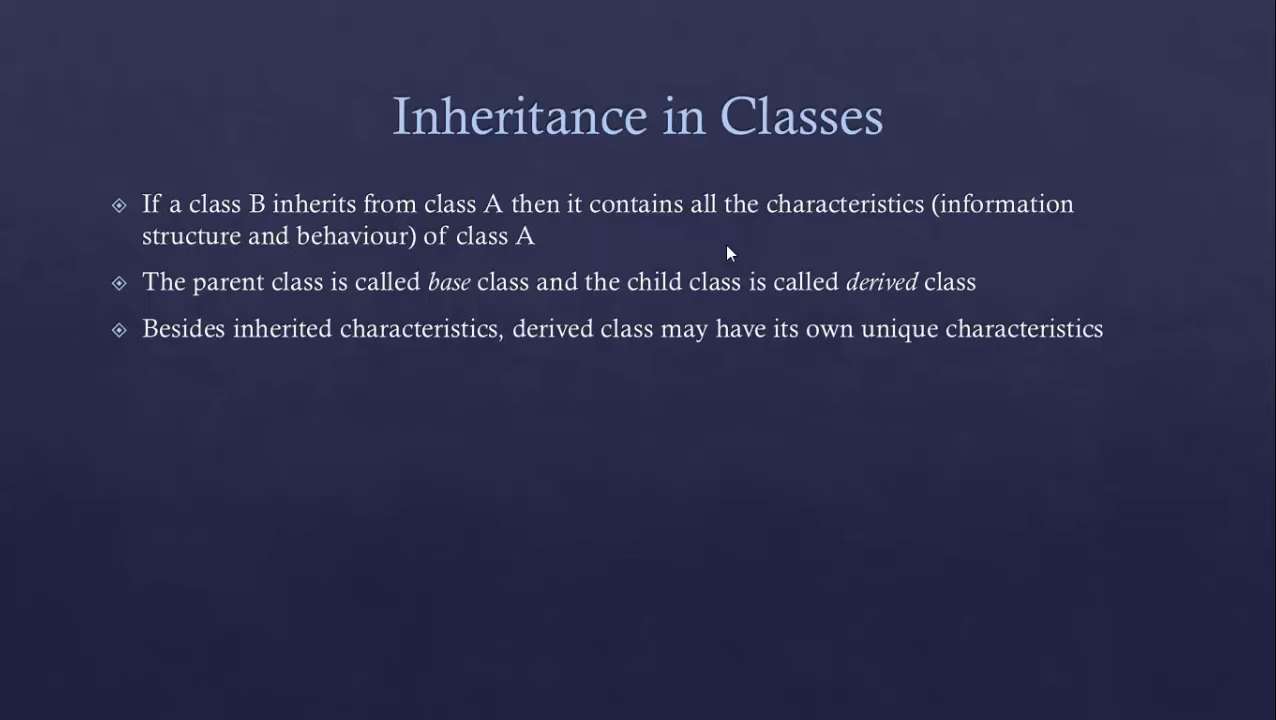 Inheritance in Classes
If a class B inherits from class A then it contains all the characteristics (information
structure and behaviour) of class A
The parent class is called base class and the child class is called derived class
Besides inherited characteristics, derived class may have its own unique characteristics